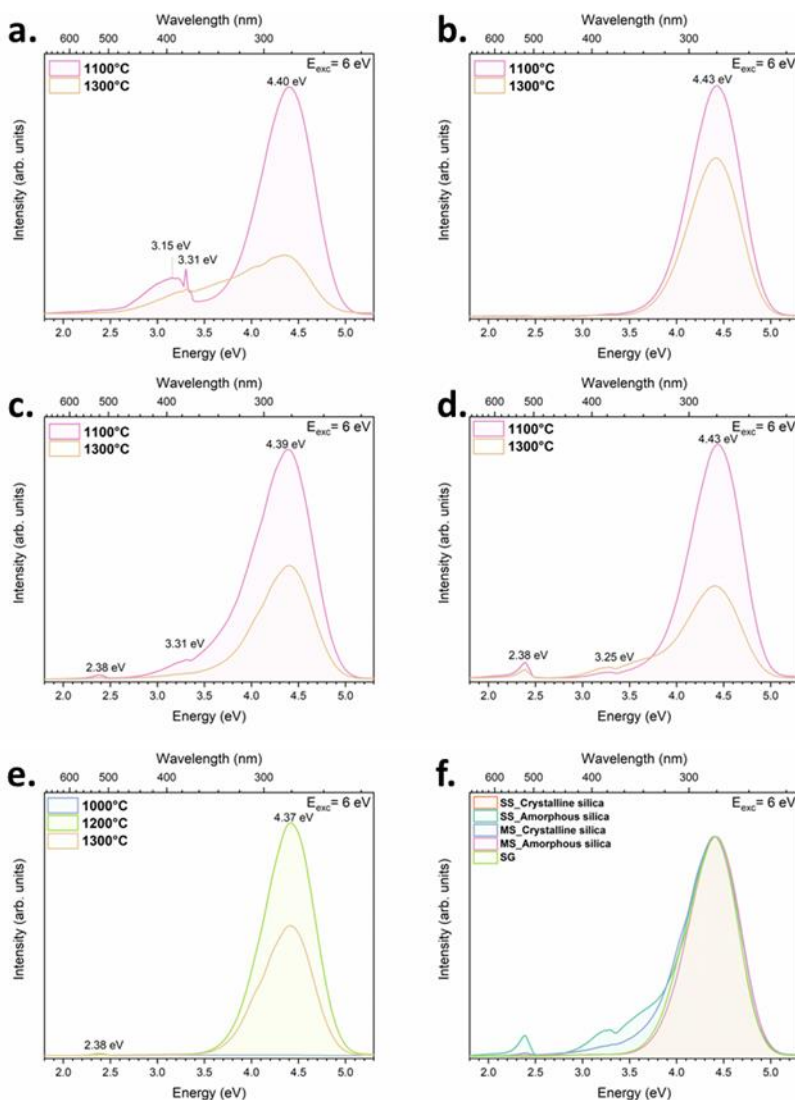 Wavelength (nm)
600 500 400 300
a.
1100°C
1300°C
E_exc= 6 eV
4.40 eV
3.15 eV
3.31 eV
Intensity (arb. units)
2.0 2.5 3.0 3.5 4.0 4.5 5.0
Energy (eV)
Wavelength (nm)
600 500 400 300
b.
1100°C
1300°C
E_exc= 6 eV
4.43 eV
Intensity (arb. units)
2.0 2.5 3.0 3.5 4.0 4.5 5.0
Energy (eV)
Wavelength (nm)
600 500 400 300
c.
1100°C
1300°C
E_exc= 6 eV
4.39 eV
3.31 eV
2.38 eV
Intensity (arb. units)
2.0 2.5 3.0 3.5 4.0 4.5 5.0
Energy (eV)
Wavelength (nm)
600 500 400 300
d.
1100°C
1300°C
E_exc= 6 eV
4.43 eV
2.38 eV
3.25 eV
Intensity (arb. units)
2.0 2.5 3.0 3.5 4.0 4.5 5.0
Energy (eV)
Wavelength (nm)
600 500 400 300
e.
1000°C
1200°C
1300°C
E_exc= 6 eV
4.37 eV
2.38 eV
Intensity (arb. units)
2.0 2.5 3.0 3.5 4.0 4.5 5.0
Energy (eV)
Wavelength (nm)
600 500 400 300
f.
SS_Crystalline silica
SS_Amorphous silica
MS_Crystalline silica
MS_Amorphous silica
SG
E_exc= 6 eV
Intensity (arb. units)
2.0 2.5 3.0 3.5 4.0 4.5 5.0
Energy (eV)